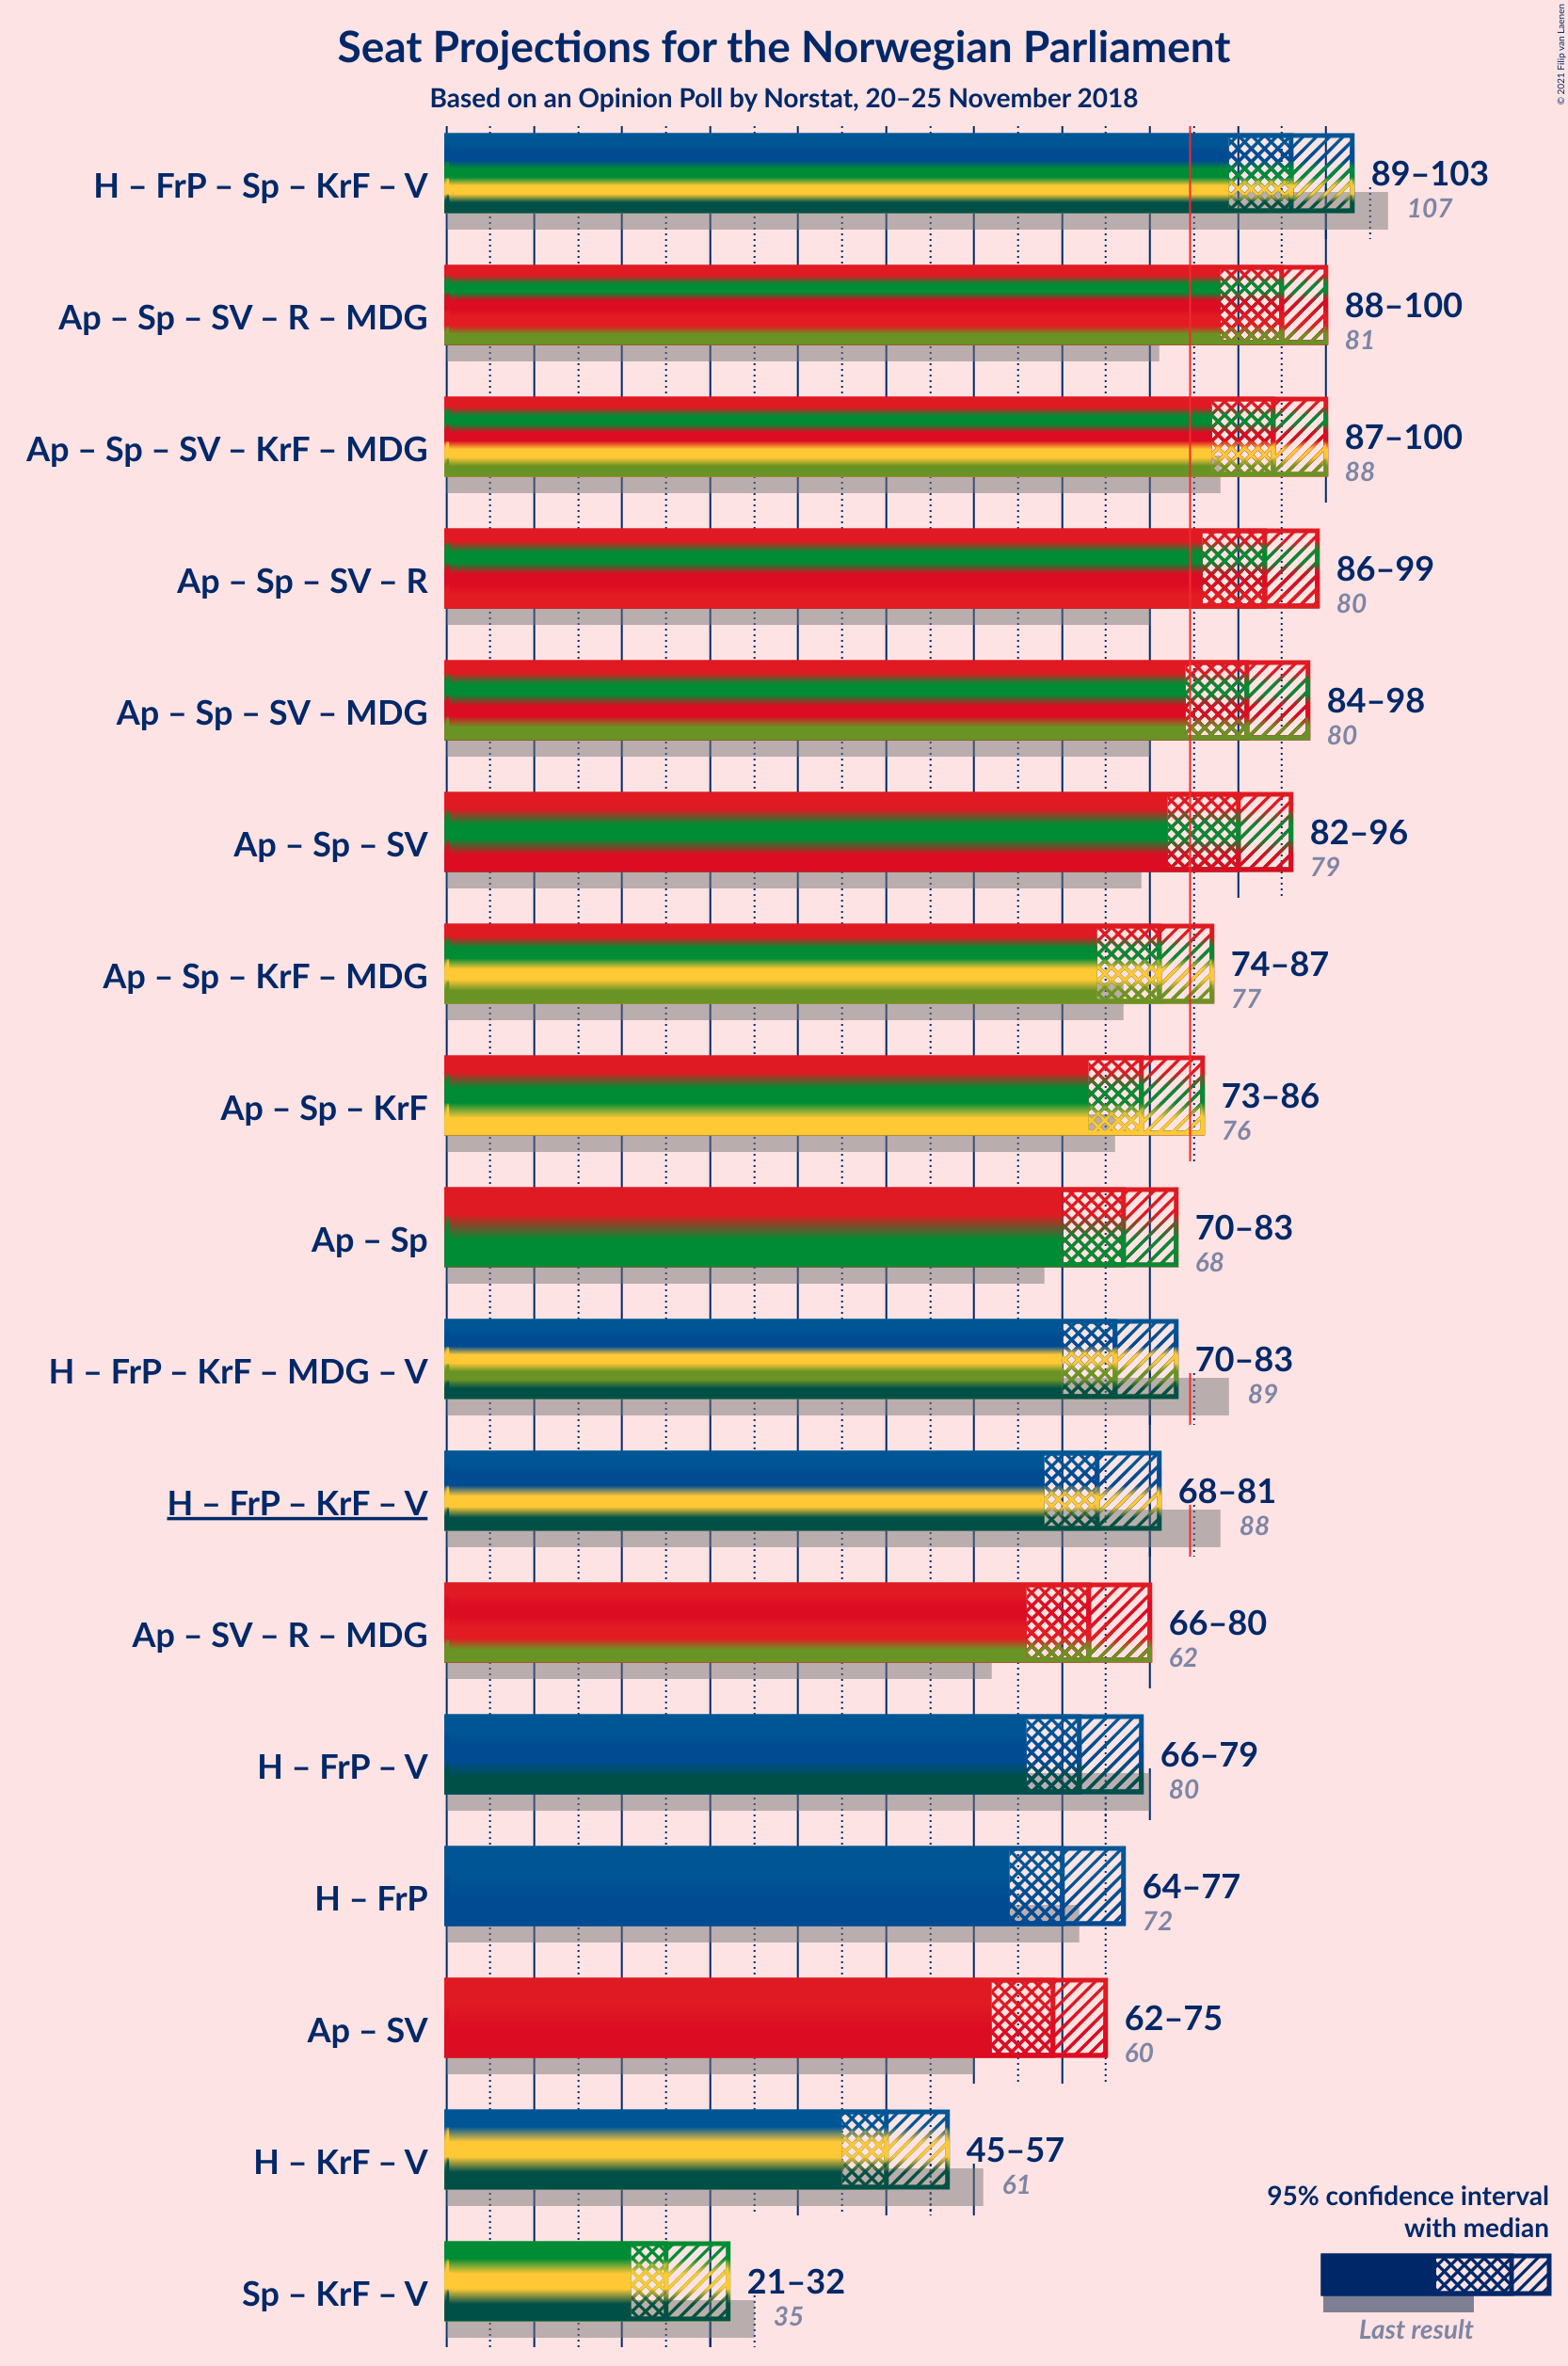 Seat Projections for the Norwegian Parliament
Based on an Opinion Poll by Norstat, 20–25 November 2018
© 2021 Filip van Laenen
H – FrP – Sp – KrF – V
89–103
107
Ap – Sp – SV – R – MDG
88–100
81
Ap – Sp – SV – KrF – MDG
87–100
88
Ap – Sp – SV – R
86–99
80
Ap – Sp – SV – MDG
84–98
80
Ap – Sp – SV
82–96
79
Ap – Sp – KrF – MDG
74–87
77
Ap – Sp – KrF
73–86
76
Ap – Sp
70–83
68
H – FrP – KrF – MDG – V
70–83
89
H – FrP – KrF – V
68–81
88
Ap – SV – R – MDG
66–80
62
H – FrP – V
66–79
80
H – FrP
64–77
72
Ap – SV
62–75
60
H – KrF – V
45–57
61
Sp – KrF – V
21–32
35
95% confidence interval
with median
Last result